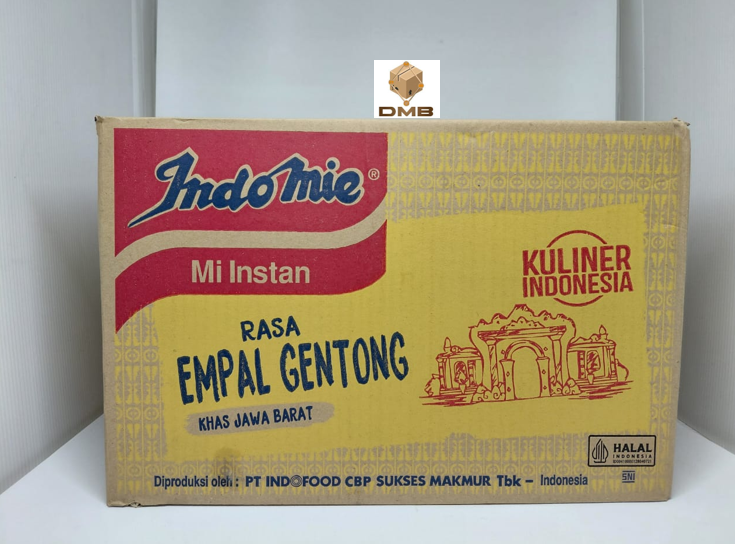 DMB
Indomie®
Mi Instan
KULINER
INDONESIA
RASA
EMPAL GENTONG
KHAS JAWA BARAT
HALAL
INDONESIA
Diproduksi oleh : PT INDOFOOD CBP SUKSES MAKMUR Tbk – Indonesia
SNI